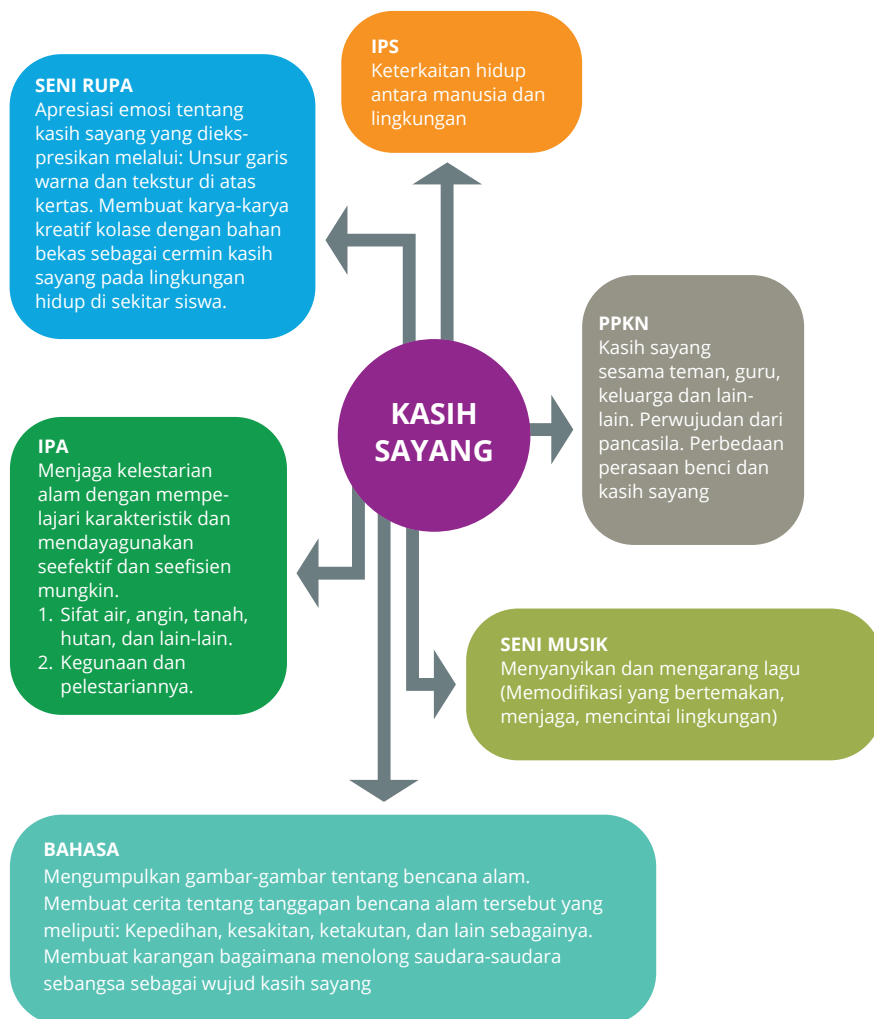 IPS
Keterkaitan hidup
antara manusia dan
lingkungan
SENI RUPA
Apresiasi emosi tentang
kasih sayang yang dieks-
presikan melalui: Unsur garis
warna dan tekstur di atas
kertas. Membuat karya-karya
kreatif kolase dengan bahan
bekas sebagai cermin kasih
sayang pada lingkungan
hidup di sekitar siswa.
PPKN
Kasih sayang
sesama teman, guru,
keluarga dan lain-
lain. Perwujudan dari
pancasila. Perbedaan
perasaan benci dan
kasih sayang
KASIH
SAYANG
IPA
Menjaga kelestarian
alam dengan mempe-
lajari karakteristik dan
mendayagunakan
seefektif dan seefisien
mungkin.
1. Sifat air, angin, tanah,
hutan, dan lain-lain.
2. Kegunaan dan
pelestariannya.
SENI MUSIK
Menyanyikan dan mengarang lagu
(Memodifikasi yang bertemakan,
menjaga, mencintai lingkungan)
BAHASA
Mengumpulkan gambar-gambar tentang bencana alam.
Membuat cerita tentang tanggapan bencana alam tersebut yang
meliputi: Kepedihan, kesakitan, ketakutan, dan lain sebagainya.
Membuat karangan bagaimana menolong saudara-saudara
sebangsa sebagai wujud kasih sayang